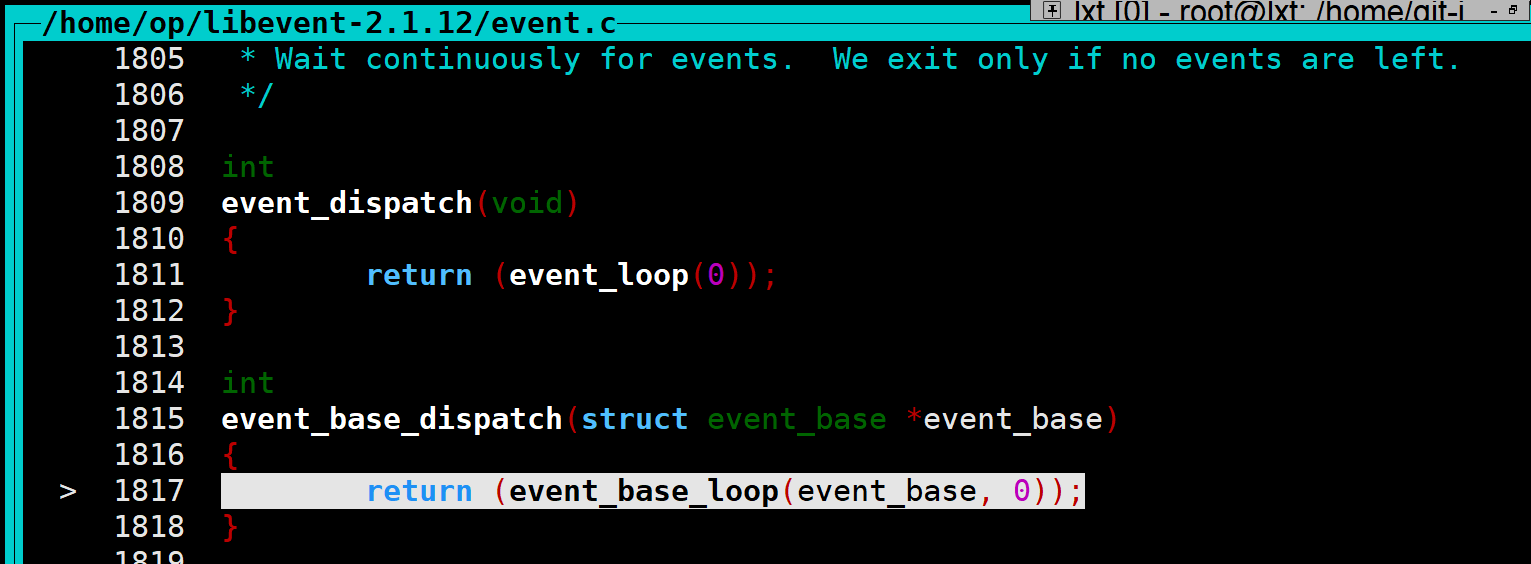 /home/op/libevent-2.1.12/event.c
lxt [0] - root@lxt: /home/git-i
1805   * Wait continuously for events.  We exit only if no events are left.
1806   */
1807
1808  int
1809  event_dispatch(void)
1810  {
1811          return (event_loop(0));
1812  }
1813
1814  int
1815  event_base_dispatch(struct event_base *event_base)
1816  {
> 1817          return (event_base_loop(event_base, 0));
1818  }
1819